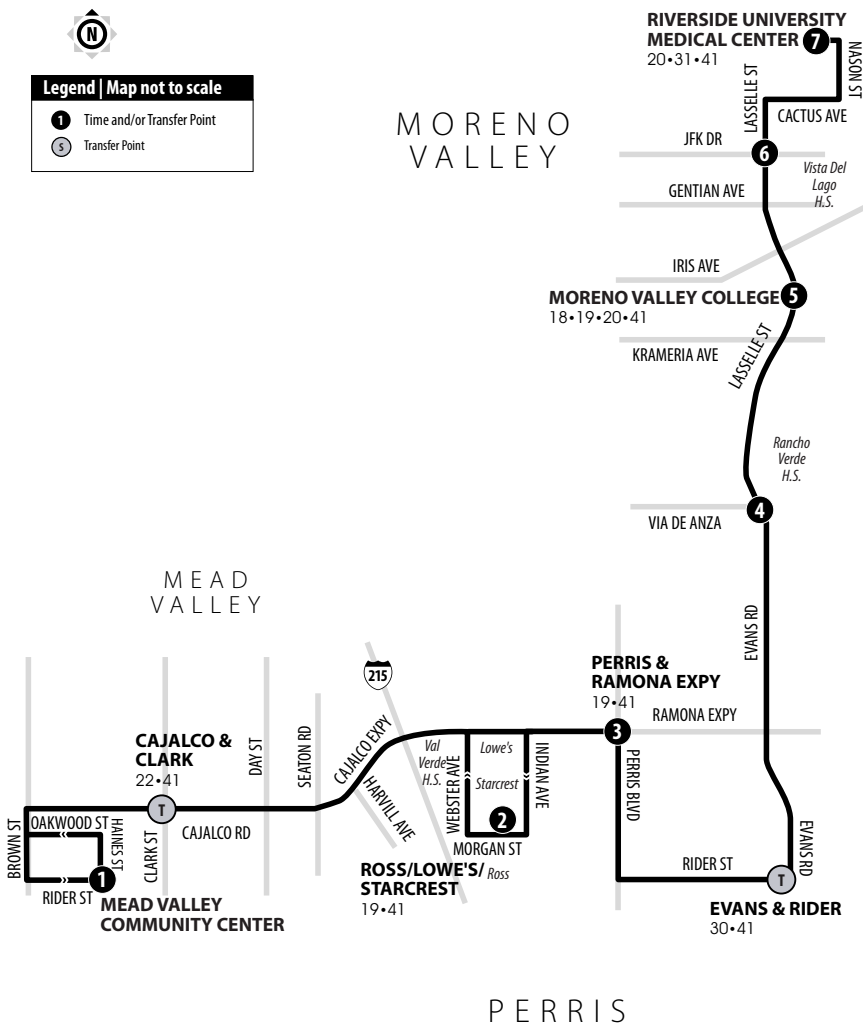 N
Legend | Map not to scale
1 Time and/or Transfer Point
S Transfer Point
RIVERSIDE UNIVERSITY
MEDICAL CENTER
20•31•41
7
NASON ST
LASSELLE ST
CACTUS AVE
MORENO
VALLEY
JFK DR
6
Vista Del
Lago
H.S.
GENTIAN AVE
IRIS AVE
MORENO VALLEY COLLEGE
18•19•20•41
5
KRAMERIA AVE
LASSELLE ST
Rancho
Verde
H.S.
4
VIA DE ANZA
EVANS RD
MEAD
VALLEY
215
PERRIS &
RAMONA EXPY
19•41
3
RAMONA EXPY
CAJALCO &
CLARK
22•41
T
DAY ST
SEATON RD
CAJALCO EXPY
HARVILL AVE
Val
Verde
H.S.
WEBSTER AVE
Lowe's
Starcrest
INDIAN AVE
2
MORGAN ST
PERRIS BLVD
BROWN ST
OAKWOOD ST
HAINES ST
CLARK ST
CAJALCO RD
RIDER ST
1
MEAD VALLEY
COMMUNITY CENTER
ROSS/LOWE'S/
STARCREST
19•41
Ross
RIDER ST
T
EVANS RD
EVANS & RIDER
30•41
PERRIS